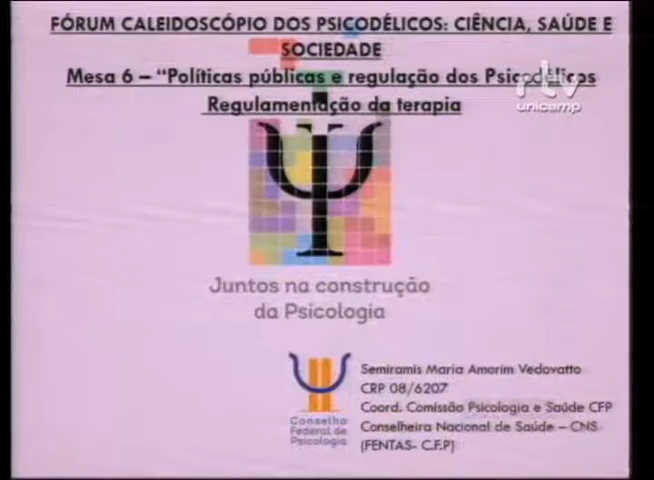 FÓRUM CALEIDOSCÓPIO DOS PSICODÉLICOS: CIÊNCIA, SAÚDE E
SOCIEDADE
Mesa 6 – “Políticas públicas e regulação dos Psicodélicos
Regulamentação da terapia
rtv
unicamp
Juntos na construção
da Psicologia
Conselho
Federal de
Psicologia
Semiramis Maria Amorim Vedovatto
CRP 08/6207
Coord. Comissão Psicologia e Saúde CFP
Conselheira Nacional de Saúde – CNS
(FENTAS- C.F.P)